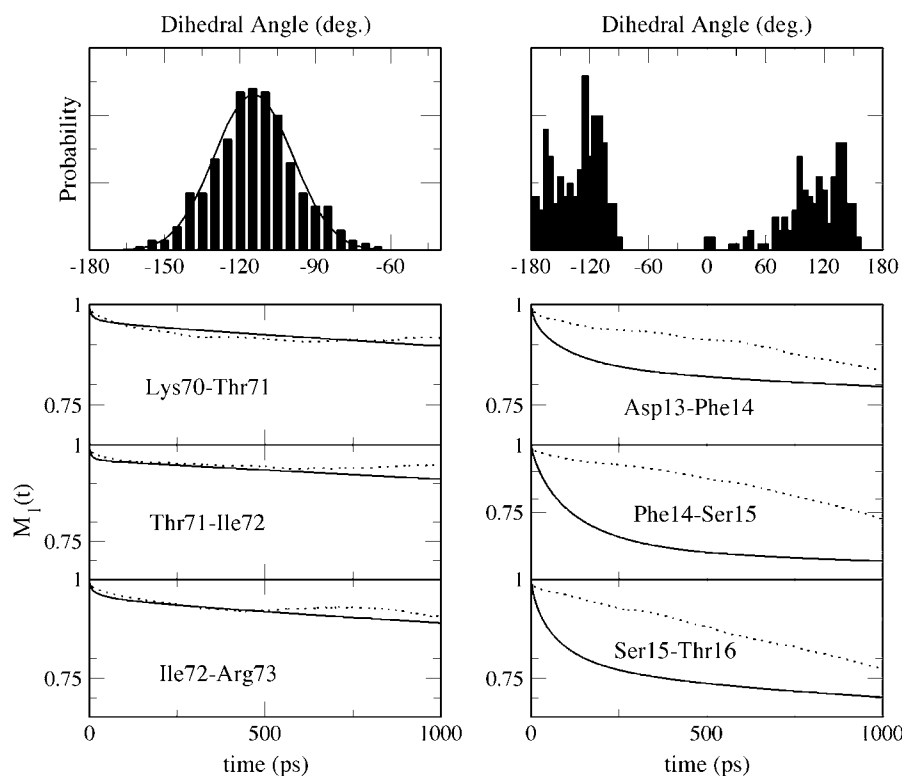 Dihedral Angle (deg.) Dihedral Angle (deg.)
Probability
-180 -150 -120 -90 -60 -180 -120 -60 0 60 120 180
1 1
Lys70-Thr71 Asp13-Phe14
0.75 0.75
1 1
Thr71-Ile72 Phe14-Ser15
M1(t)
0.75 0.75
1 1
Ile72-Arg73 Ser15-Thr16
0.75 0.75
0 500 1000 0 500 1000
time (ps) time (ps)